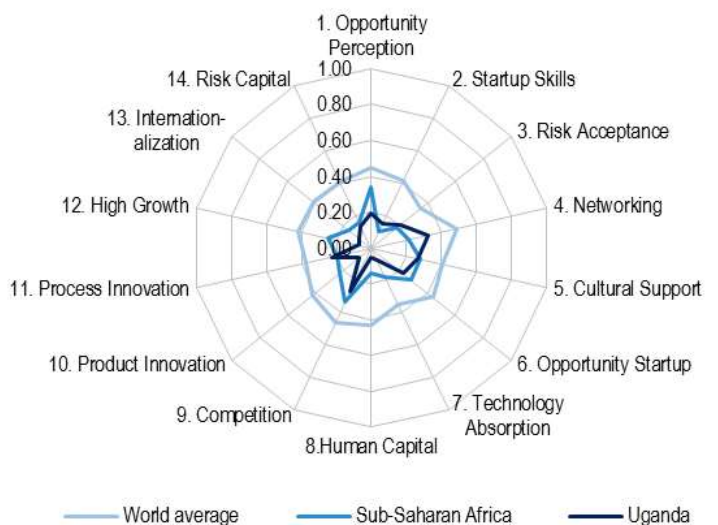 1. Opportunity
Perception
2. Startup Skills
3. Risk Acceptance
4. Networking
5. Cultural Support
6. Opportunity Startup
7. Technology
Absorption
8.Human Capital
9. Competition
10. Product Innovation
11. Process Innovation
12. High Growth
13. Internation-
alization
14. Risk Capital
1.00
0.80
0.60
0.40
0.20
0.00
World average
Sub-Saharan Africa
Uganda